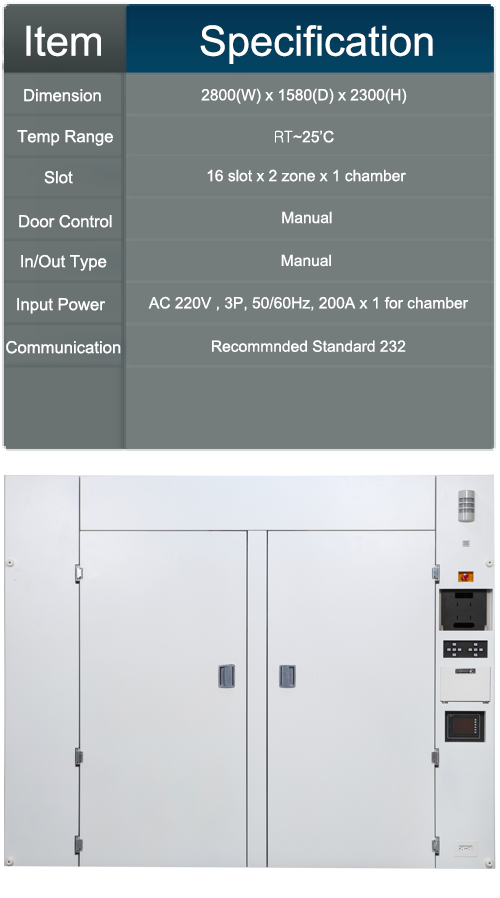 Item Specification
Dimension 2800(W) x 1580(D) x 2300(H)
Temp Range RT~25'C
Slot 16 slot x 2 zone x 1 chamber
Door Control Manual
In/Out Type Manual
Input Power AC 220V , 3P, 50/60Hz, 200A x 1 for chamber
Communication Recommnded Standard 232